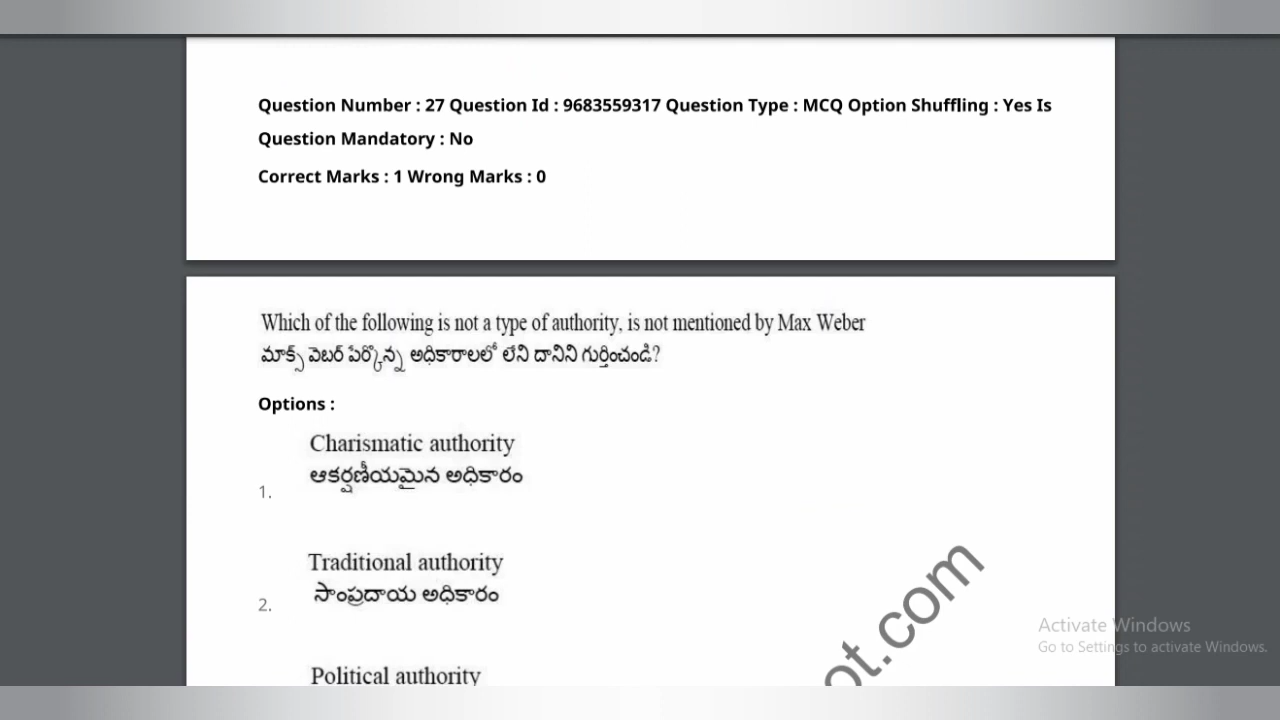 Question Number : 27 Question Id : 9683559317 Question Type : MCQ Option Shuffling : Yes Is
Question Mandatory : No
Correct Marks : 1 Wrong Marks : 0
Which of the following is not a type of authority, is not mentioned by Max Weber
మాక్స్ వెబర్ పేర్కొన్న అధికారాలలో లేని దానిని గుర్తించండి?
Options :
Charismatic authority
ఆకర్షణీయమైన అధికారం
1.
Traditional authority
సాంప్రదాయ అధికారం
2.
Political authority
ot.com
Activate Windows
Go to Settings to activate Windows.